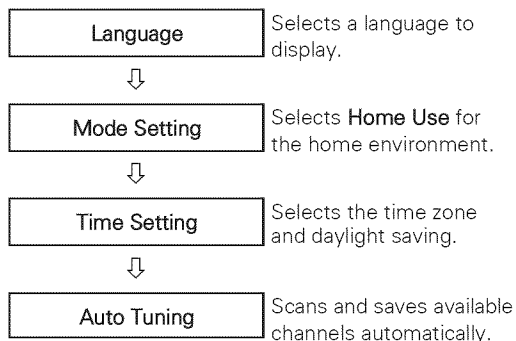 Language
Selects a language to
display.
Mode Setting
Selects Home Use for
the home environment.
Time Setting
Selects the time zone
and daylight saving.
Auto Tuning
Scans and saves available
channels automatically.